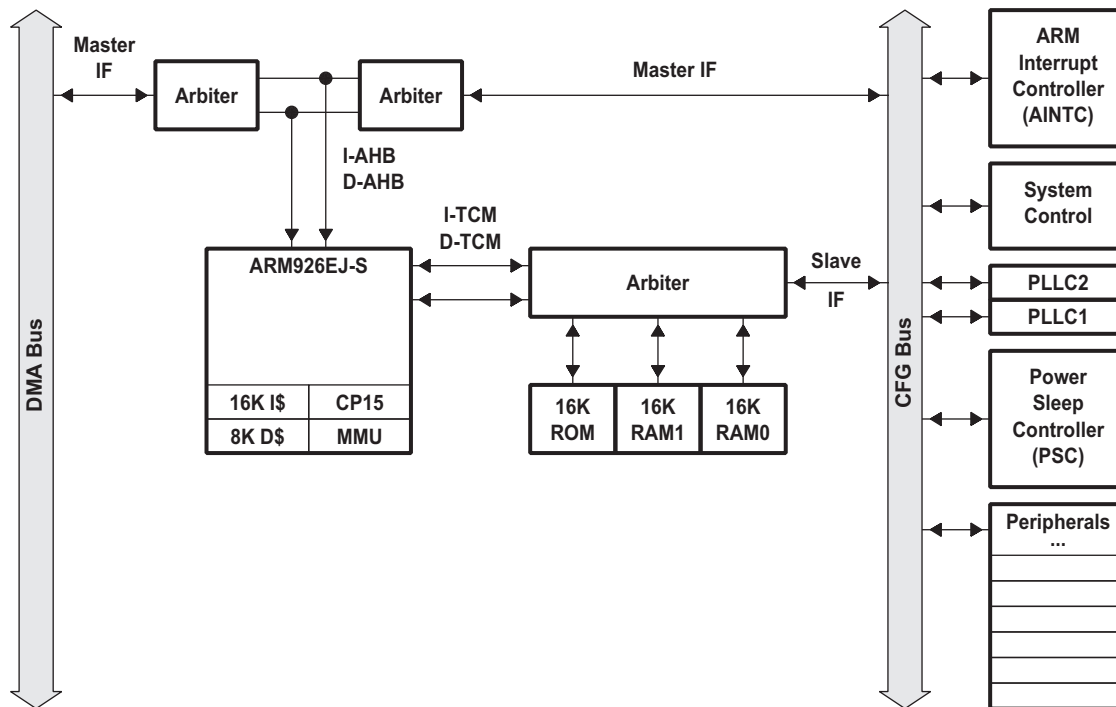 Master
IF
Arbiter
Arbiter
Master IF
I-AHB
D-AHB
I-TCM
D-TCM
ARM926EJ-S
16K I$
CP15
8K D$
MMU
Arbiter
Slave
IF
16K
ROM
16K
RAM1
16K
RAM0
DMA Bus
CFG Bus
ARM
Interrupt
Controller
(AINTC)
System
Control
PLLC2
PLLC1
Power
Sleep
Controller
(PSC)
Peripherals
...